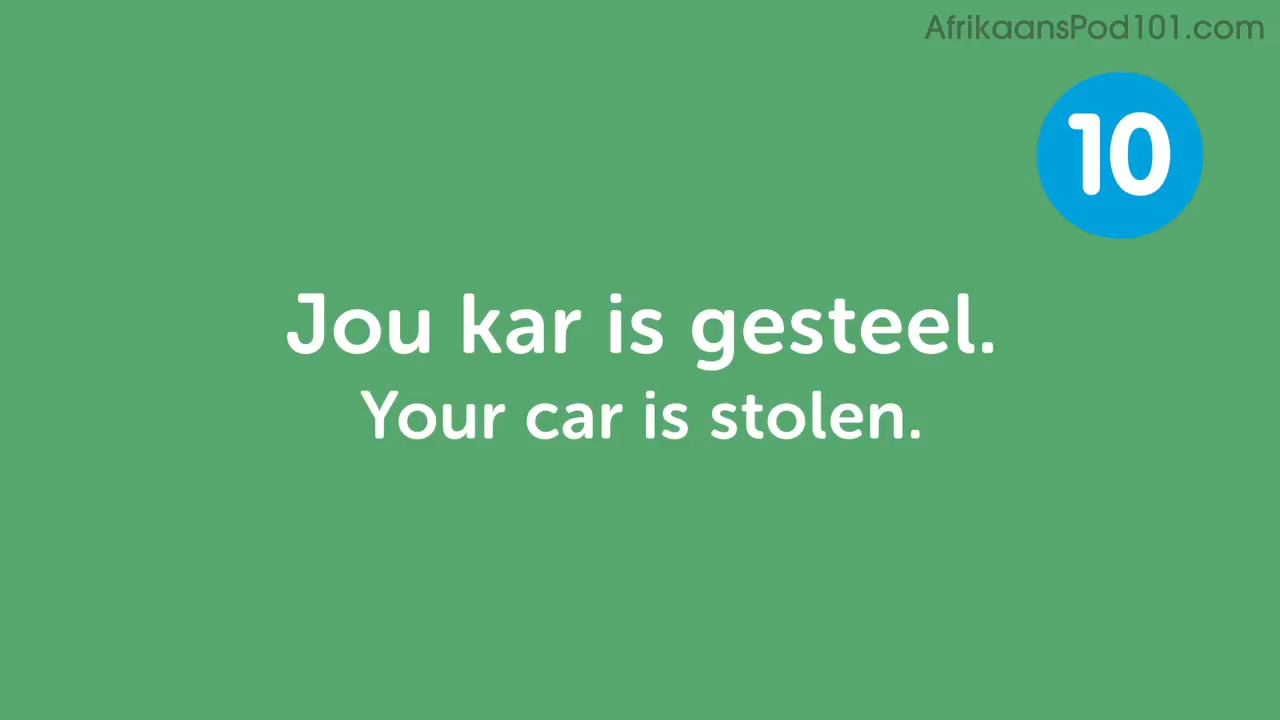 AfrikaansPod101.com
10
Jou kar is gesteel.
Your car is stolen.